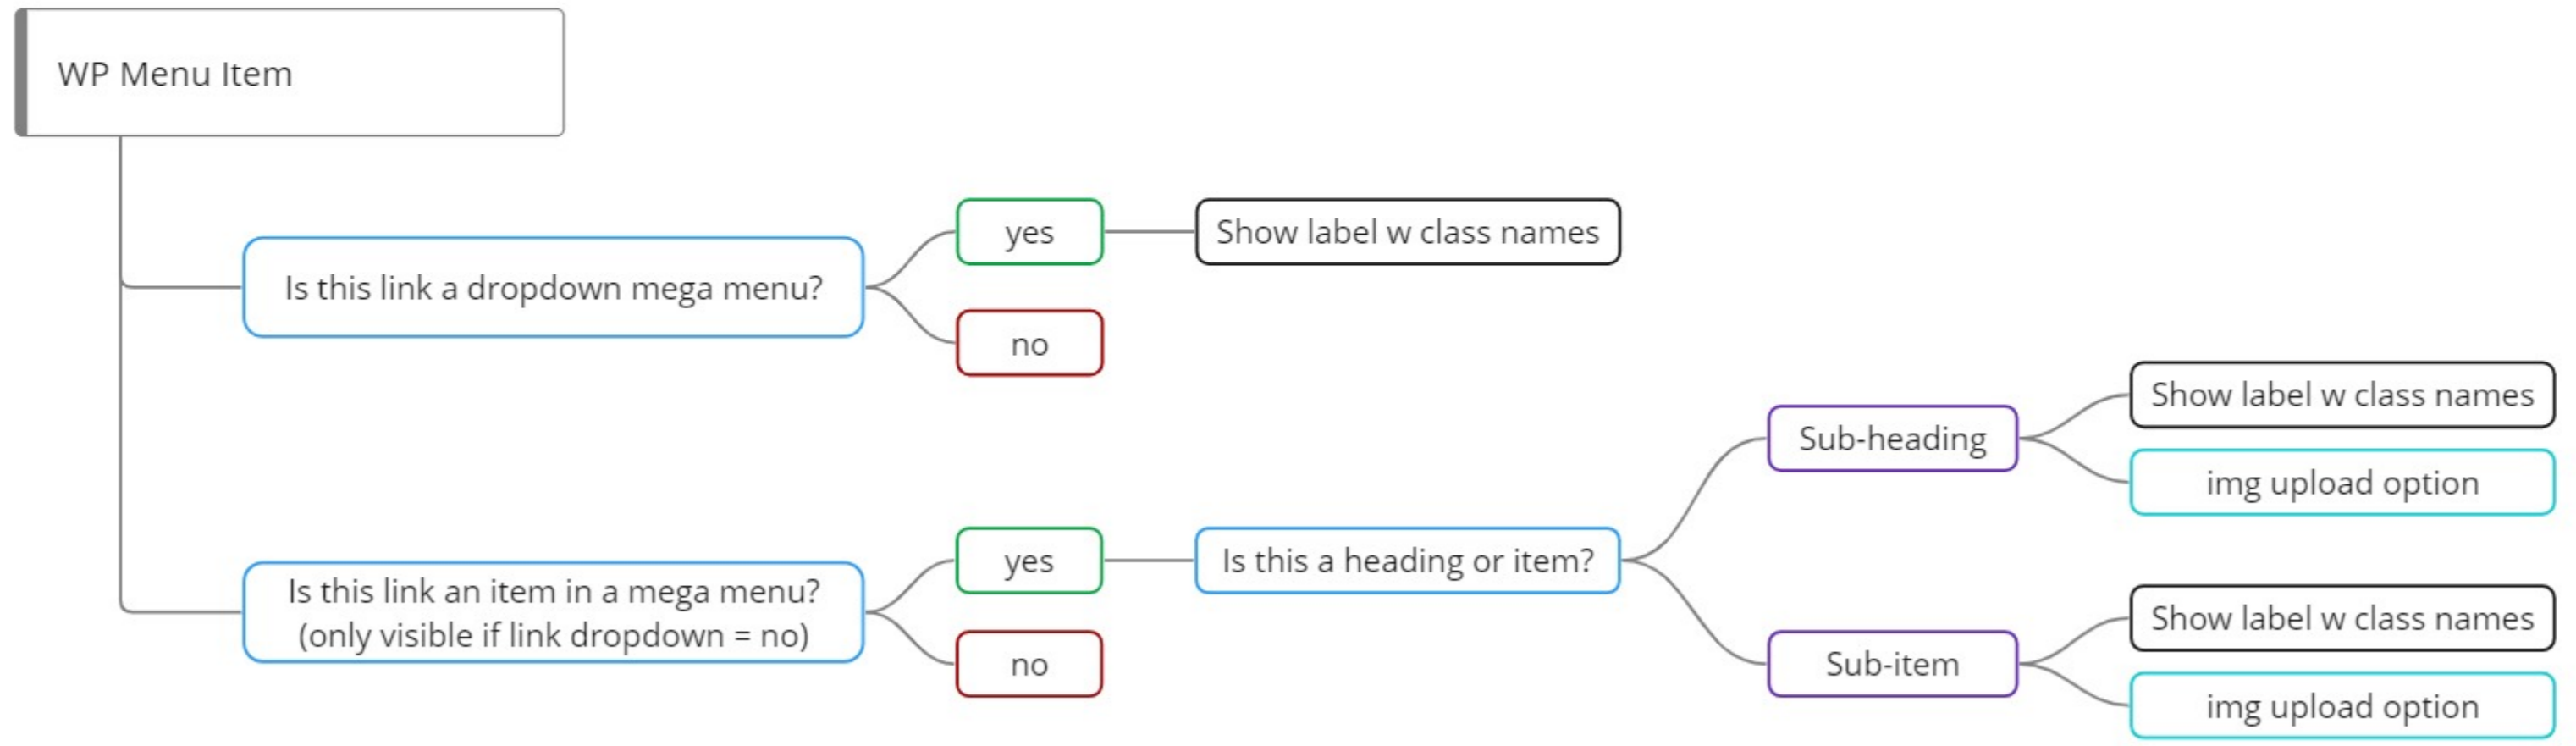 WP Menu Item
Is this link a dropdown mega menu?
yes
Show label w class names
no
Is this link an item in a mega menu?
(only visible if link dropdown = no)
yes
Is this a heading or item?
no
Sub-heading
Show label w class names
img upload option
Sub-item
Show label w class names
img upload option